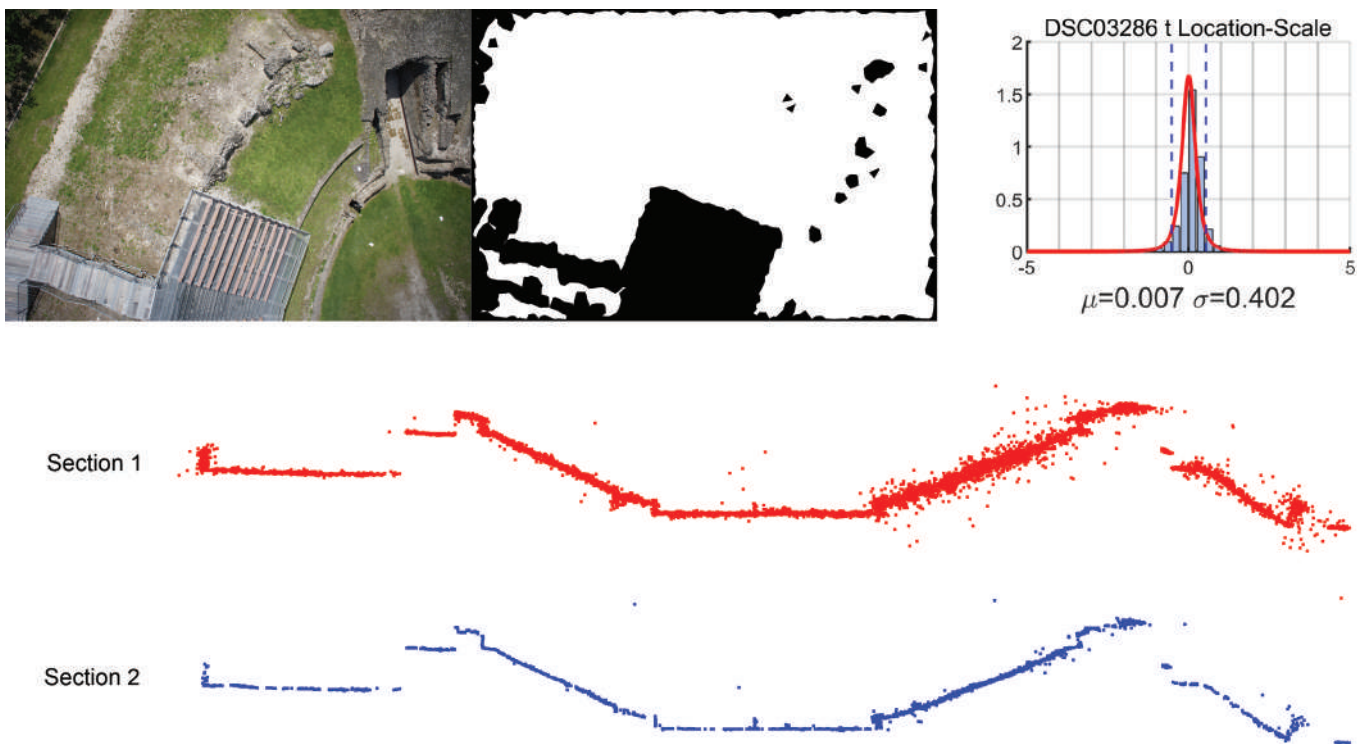 DSC03286 t Location-Scale
2
1.5
1
0.5
0
-5 0 5
μ=0.007 σ=0.402
Section 1
Section 2